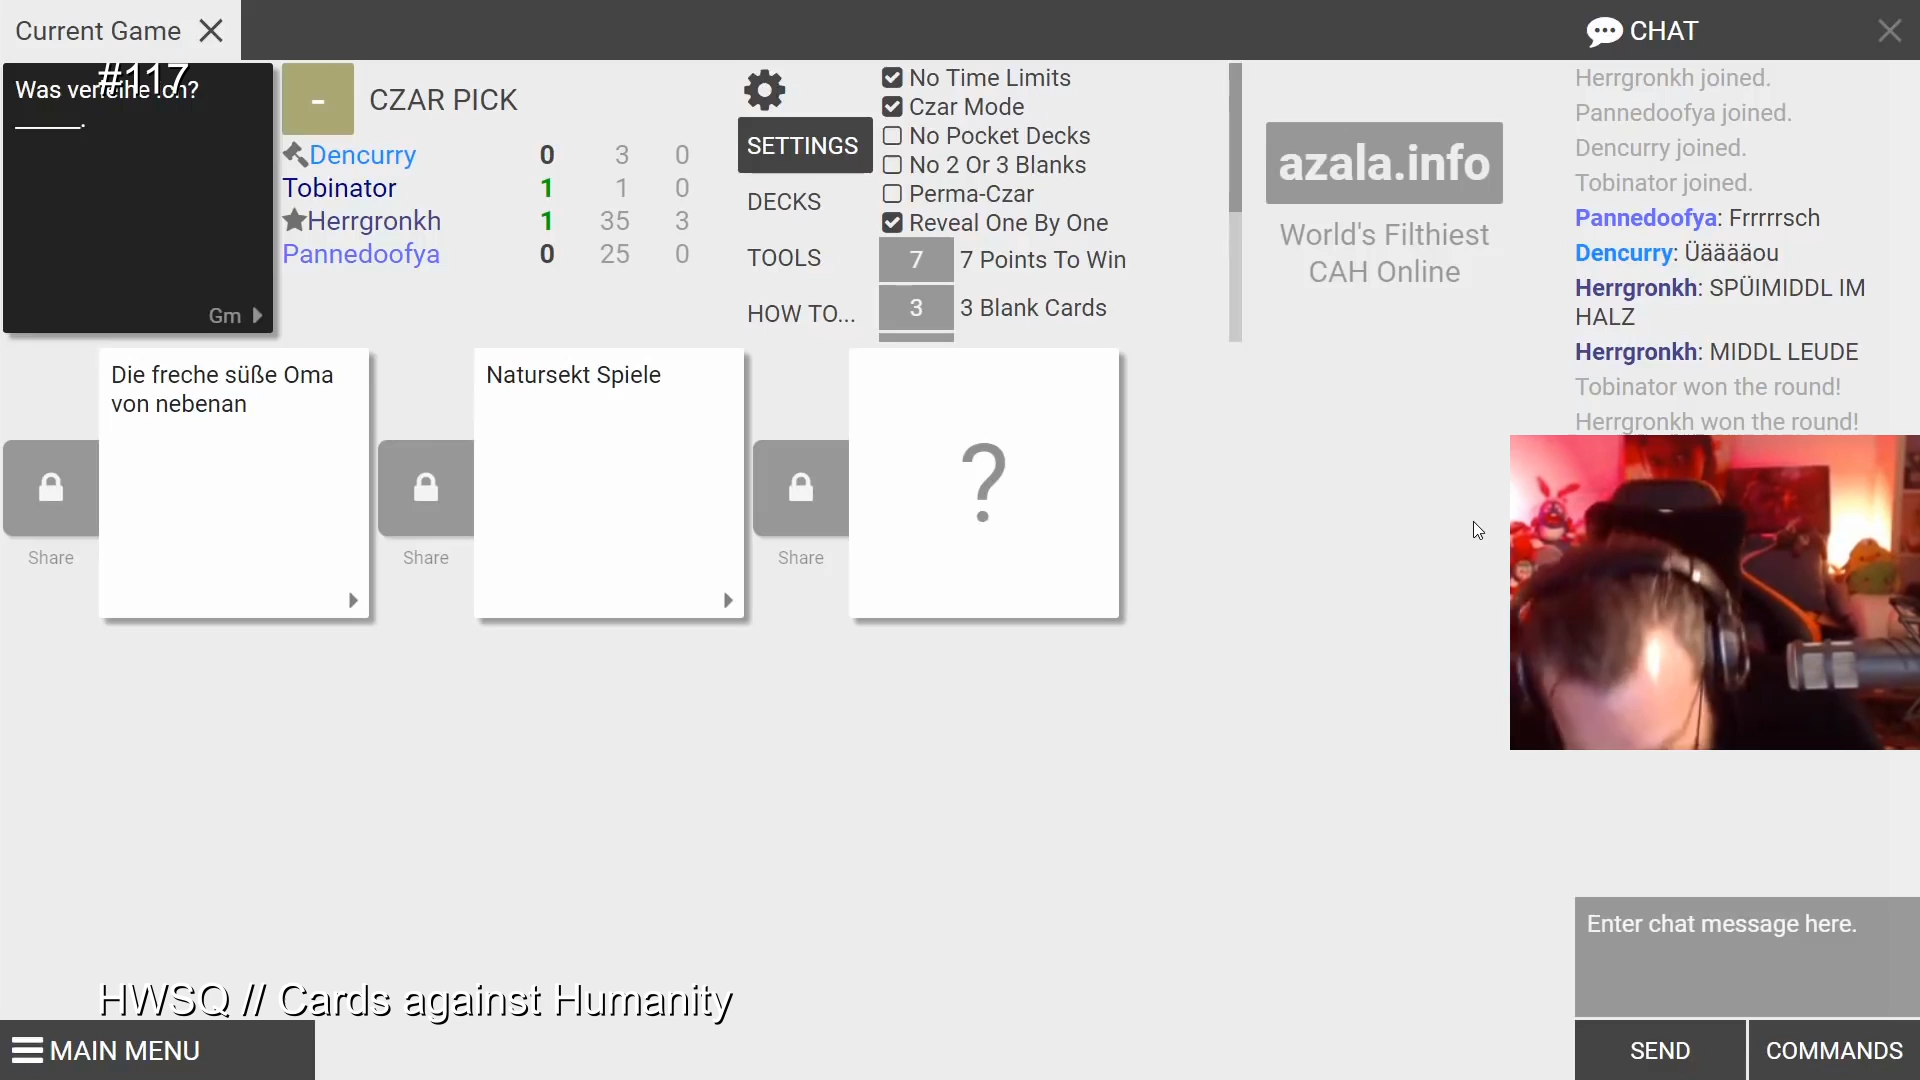 Current Game
CHAT
#117
Was verleihe ich?
______.
Gm
-
CZAR PICK
Dencurry 0 3 0
Tobinator 1 1 0
Herrgronkh 1 35 3
Pannedoofya 0 25 0
SETTINGS
DECKS
TOOLS
HOW TO...
No Time Limits
Czar Mode
No Pocket Decks
No 2 Or 3 Blanks
Perma-Czar
Reveal One By One
7 7 Points To Win
3 3 Blank Cards
azala.info
World's Filthiest
CAH Online
Herrgronkh joined.
Pannedoofya joined.
Dencurry joined.
Tobinator joined.
Pannedoofya: Frrrrrsch
Dencurry: Üääääou
Herrgronkh: SPÜIMIDDL IM
HALZ
Herrgronkh: MIDDL LEUDE
Tobinator won the round!
Herrgronkh won the round!
Die freche süße Oma
von nebenan
Share
Natursekt Spiele
Share
?
Share
Enter chat message here.
HWSQ // Cards against Humanity
MAIN MENU
SEND
COMMANDS